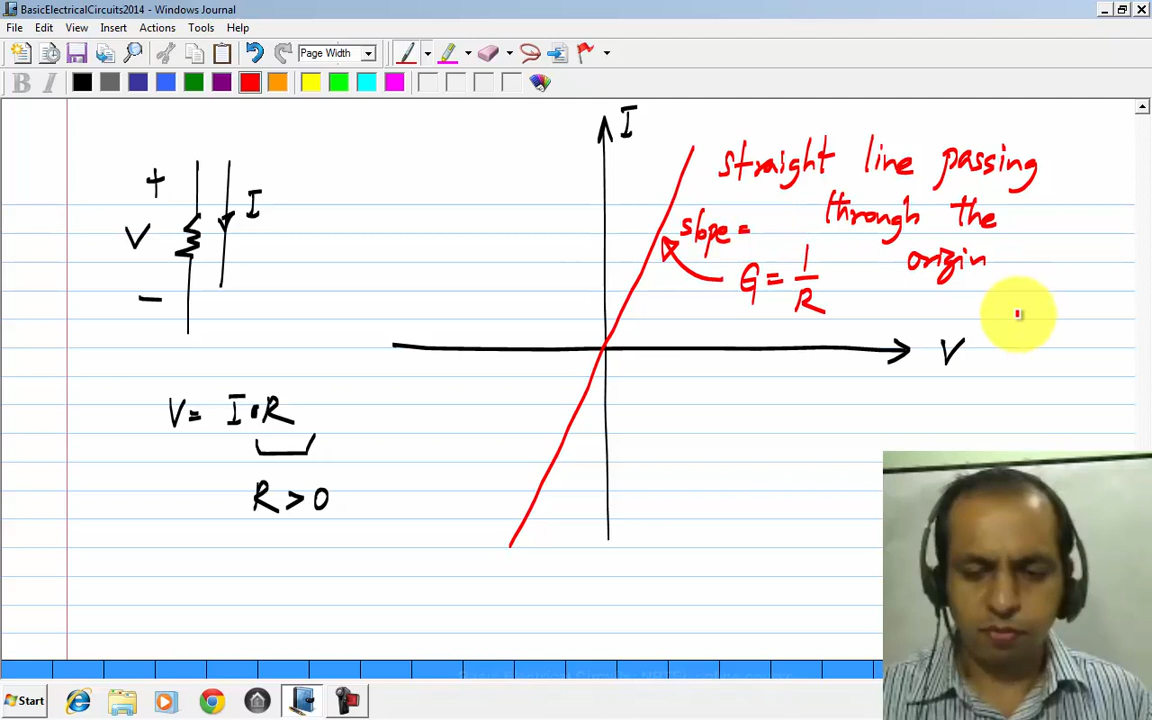 BasicElectricalCircuits2014 - Windows Journal
File Edit View Insert Actions Tools Help
Page Width
B I
I
straight line passing
through the
origin
slope =
G = 1/R
V
+
V
I
−
V = I • R
R > 0
Start